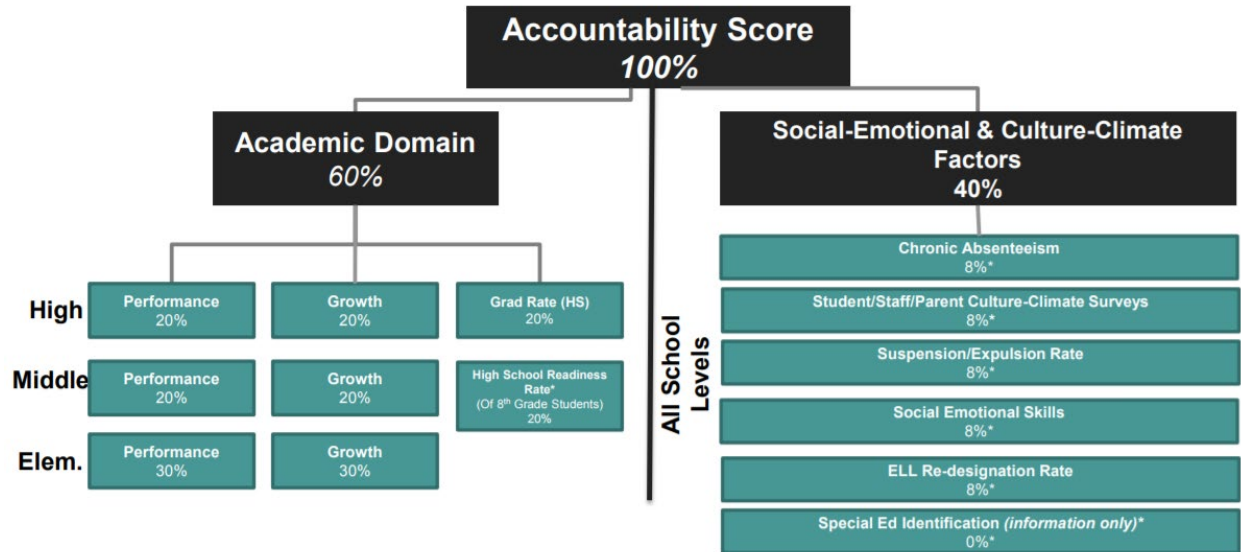 Accountability Score
100%
Academic Domain
60%
Social-Emotional & Culture-Climate
Factors
40%
High
Performance
20%
Growth
20%
Grad Rate (HS)
20%
Middle
Performance
20%
Growth
20%
High School Readiness
Rate*
(Of 8th Grade Students)
20%
Elem.
Performance
30%
Growth
30%
All School
Levels
Chronic Absenteeism
8%*
Student/Staff/Parent Culture-Climate Surveys
8%*
Suspension/Expulsion Rate
8%*
Social Emotional Skills
8%*
ELL Re-designation Rate
8%*
Special Ed Identification (information only)*
0%*